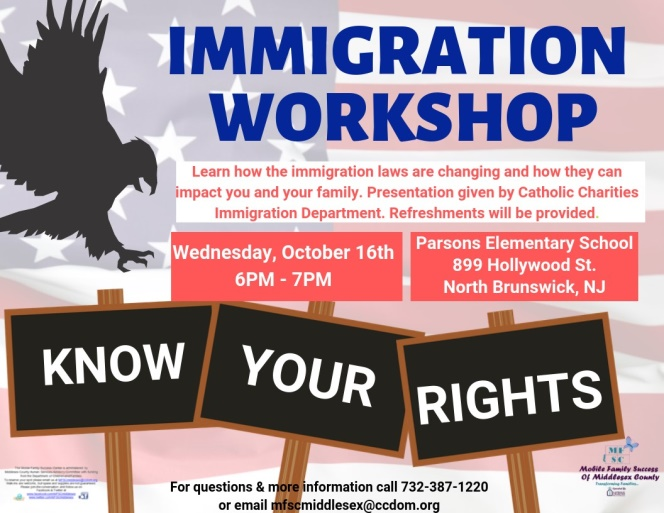 IMMIGRATION
WORKSHOP
Learn how the immigration laws are changing and how they can
impact you and your family. Presentation given by Catholic Charities
Immigration Department. Refreshments will be provided.
Wednesday, October 16th
6PM - 7PM
Parsons Elementary School
899 Hollywood St.
North Brunswick, NJ
KNOW
YOUR
RIGHTS
MF
SC
Mobile Family Success
Of Middlesex County
For questions & more information call 732-387-1220
or email mfscmiddlesex@ccdom.org